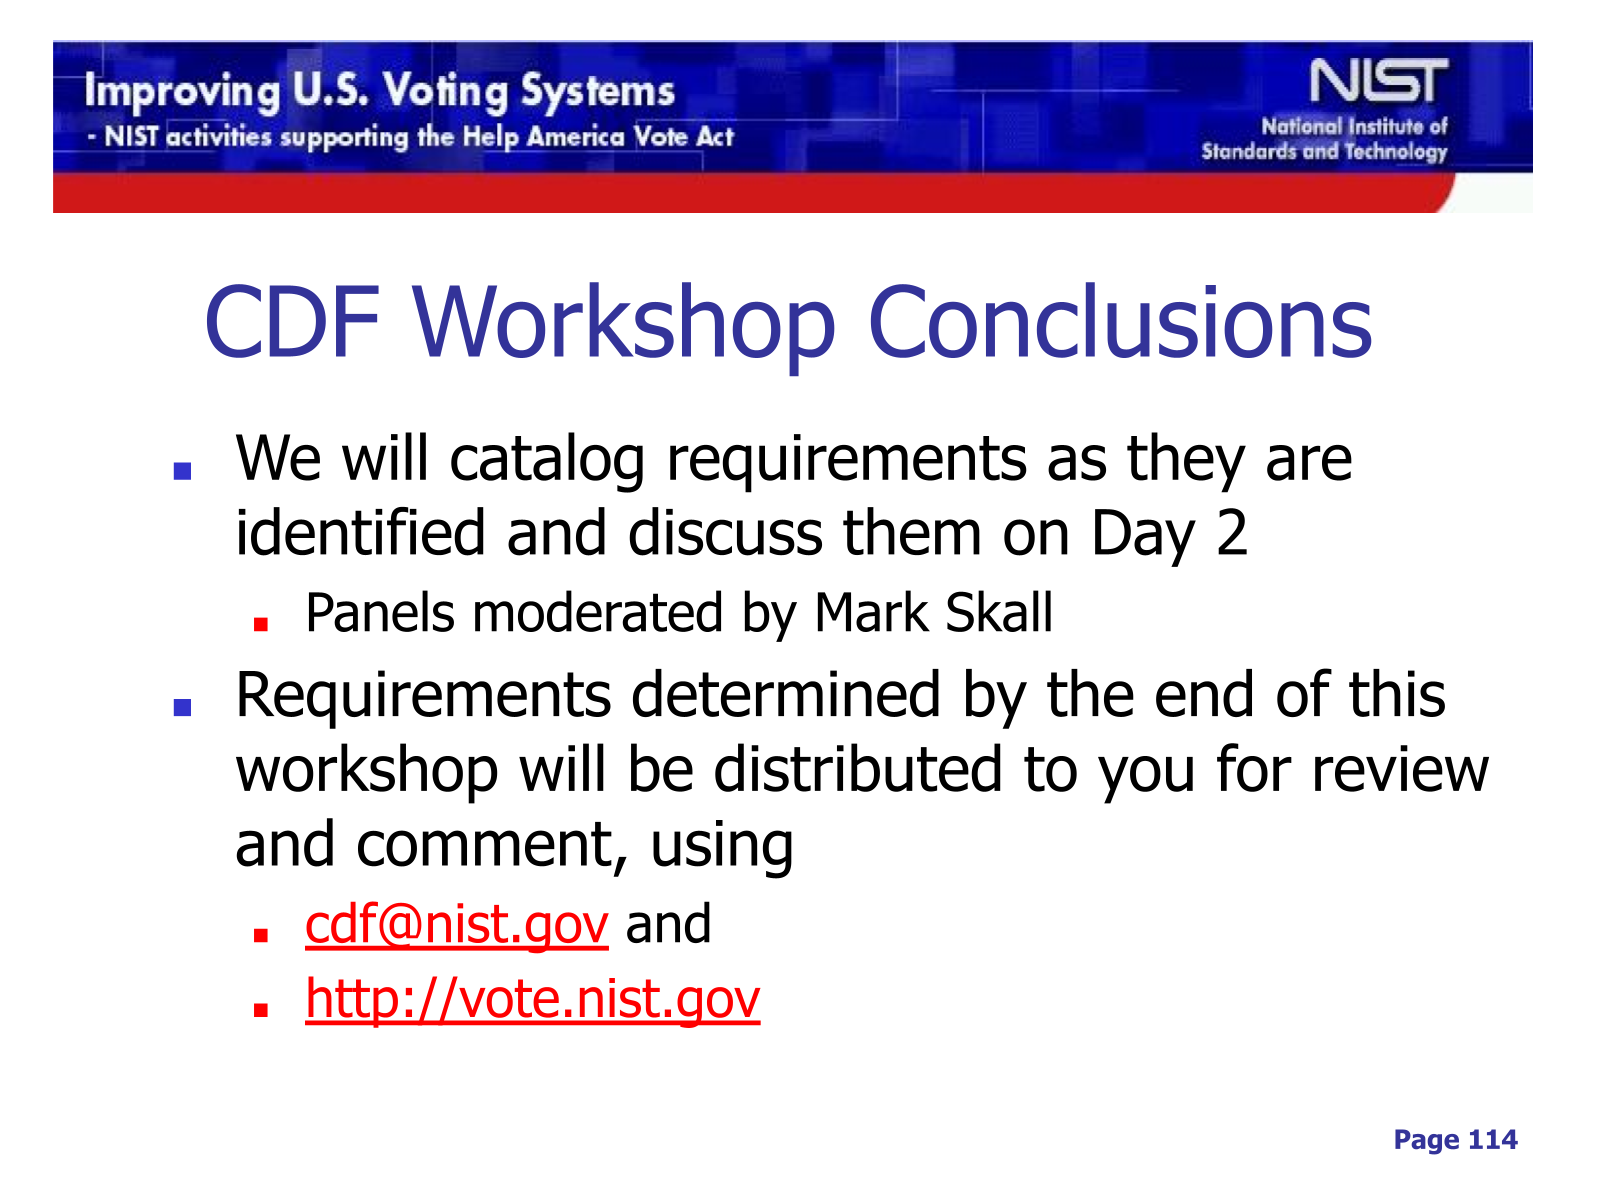 Improving U.S. Voting Systems
- NIST activities supporting the Help America Vote Act
NIST
National Institute of
Standards and Technology
CDF Workshop Conclusions
We will catalog requirements as they are
identified and discuss them on Day 2
Panels moderated by Mark Skall
Requirements determined by the end of this
workshop will be distributed to you for review
and comment, using
cdf@nist.gov and
http://vote.nist.gov
Page 114